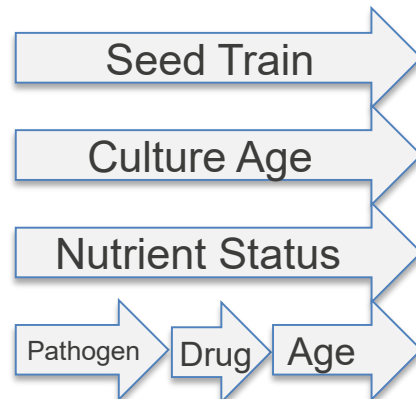 Seed Train
Culture Age
Nutrient Status
Pathogen Drug Age